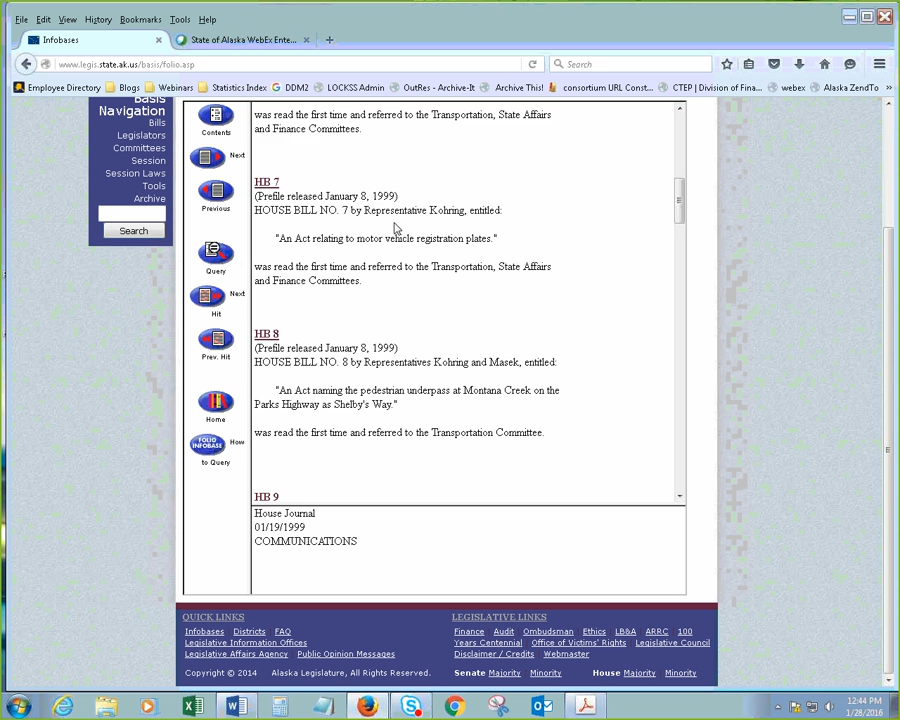 File Edit View History Bookmarks Tools Help
Infobases × State of Alaska WebEx Ente... × +
www.legis.state.ak.us/basis/folio.asp Search
Employee Directory Blogs Webinars Statistics Index DDM2 LOCKSS Admin OutRes - Archive-It Archive This! consortium URL Const... CTEP | Division of Fina... webex Alaska ZendTo »
Basis
Navigation
Bills
Legislators
Committees
Session
Session Laws
Tools
Archive
Search
Contents
Next
Previous
Query
Next
Hit
Prev. Hit
Home
FOLIO
INFOBASE
How
to Query
was read the first time and referred to the Transportation, State Affairs
and Finance Committees.
HB 7
(Prefile released January 8, 1999)
HOUSE BILL NO. 7 by Representative Kohring, entitled:
"An Act relating to motor vehicle registration plates."
was read the first time and referred to the Transportation, State Affairs
and Finance Committees.
HB 8
(Prefile released January 8, 1999)
HOUSE BILL NO. 8 by Representatives Kohring and Masek, entitled:
"An Act naming the pedestrian underpass at Montana Creek on the
Parks Highway as Shelby's Way."
was read the first time and referred to the Transportation Committee.
HB 9
House Journal
01/19/1999
COMMUNICATIONS
QUICK LINKS
Infobases Districts FAQ
Legislative Information Offices
Legislative Affairs Agency Public Opinion Messages
LEGISLATIVE LINKS
Finance Audit Ombudsman Ethics LB&A ARRC 100
Years Centennial Office of Victims' Rights Legislative Council
Disclaimer / Credits Webmaster
Copyright © 2014 Alaska Legislature, All Rights Reserved. Senate Majority Minority House Majority Minority
12:44 PM
1/28/2016